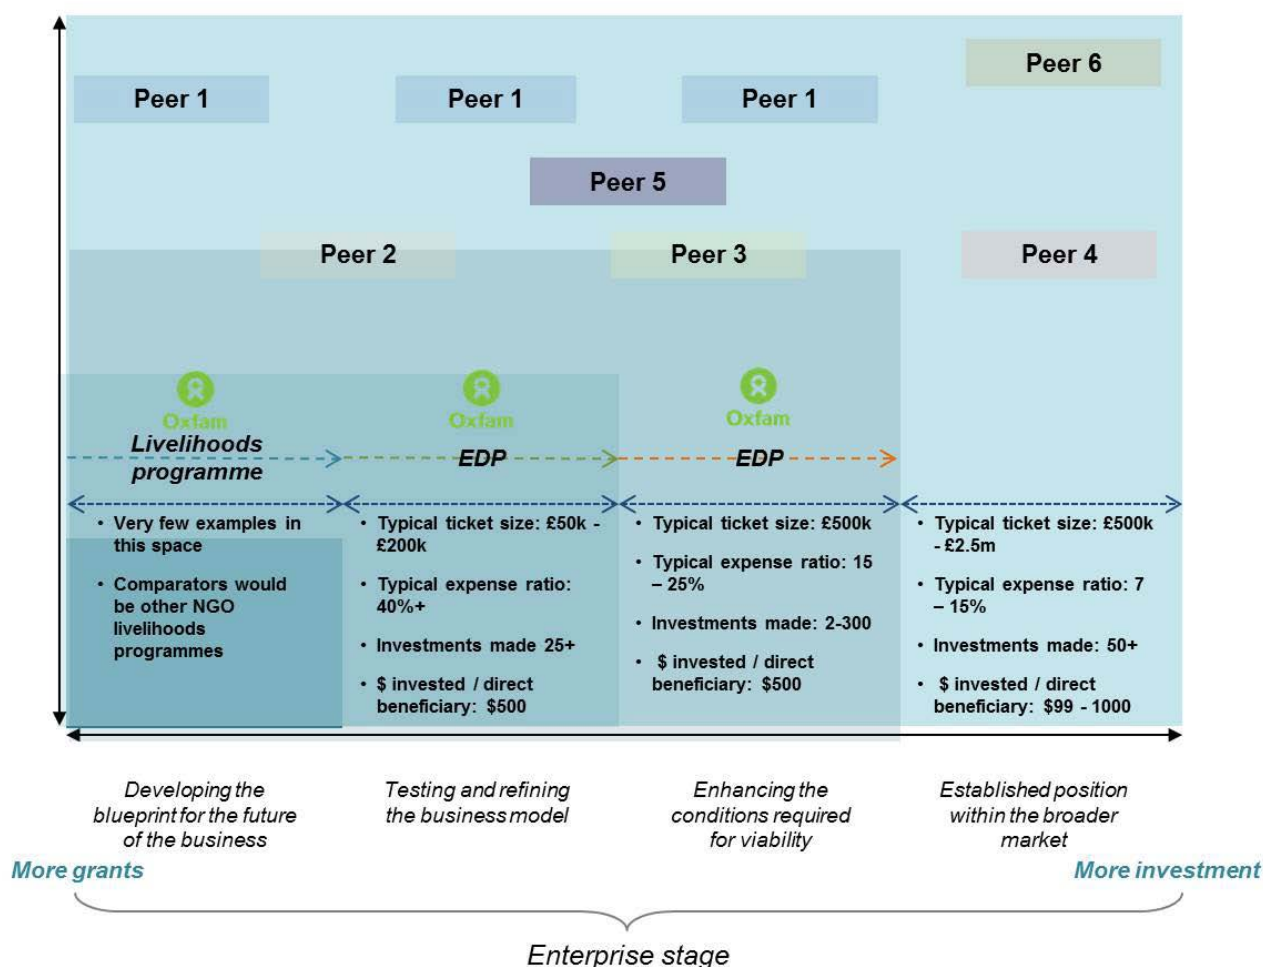 Peer 6
Peer 1
Peer 1
Peer 1
Peer 5
Peer 2
Peer 3
Peer 4
Oxfam
Oxfam
Oxfam
Livelihoods
programme
EDP
EDP
• Very few examples in
this space
• Comparators would
be other NGO
livelihoods
programmes
• Typical ticket size: £50k -
£200k
• Typical expense ratio:
40%+
• Investments made 25+
• $ invested / direct
beneficiary: $500
• Typical ticket size: £500k
• Typical expense ratio: 15
– 25%
• Investments made: 2-300
• $ invested / direct
beneficiary: $500
• Typical ticket size: £500k
- £2.5m
• Typical expense ratio: 7
– 15%
• Investments made: 50+
• $ invested / direct
beneficiary: $99 - 1000
Developing the
blueprint for the future
of the business
Testing and refining
the business model
Enhancing the
conditions required
for viability
Established position
within the broader
market
More grants
More investment
Enterprise stage